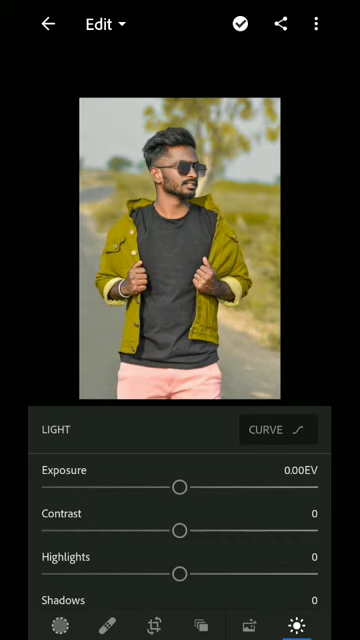 Edit
LIGHT
CURVE
Exposure 0.00EV
Contrast 0
Highlights 0
Shadows 0